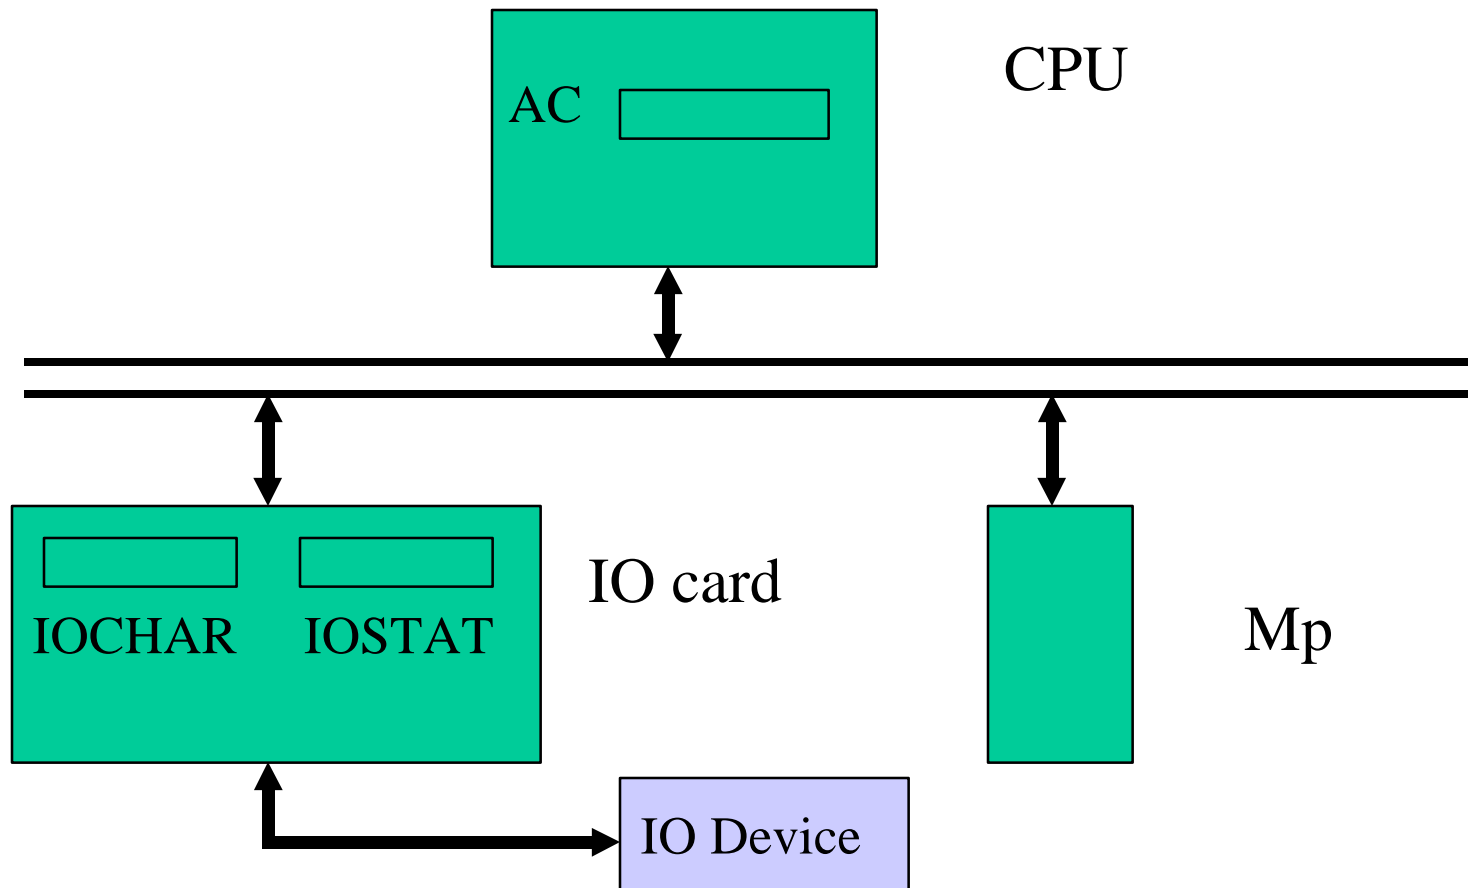 CPU
AC
IO card
IOCHAR
IOSTAT
Mp
IO Device